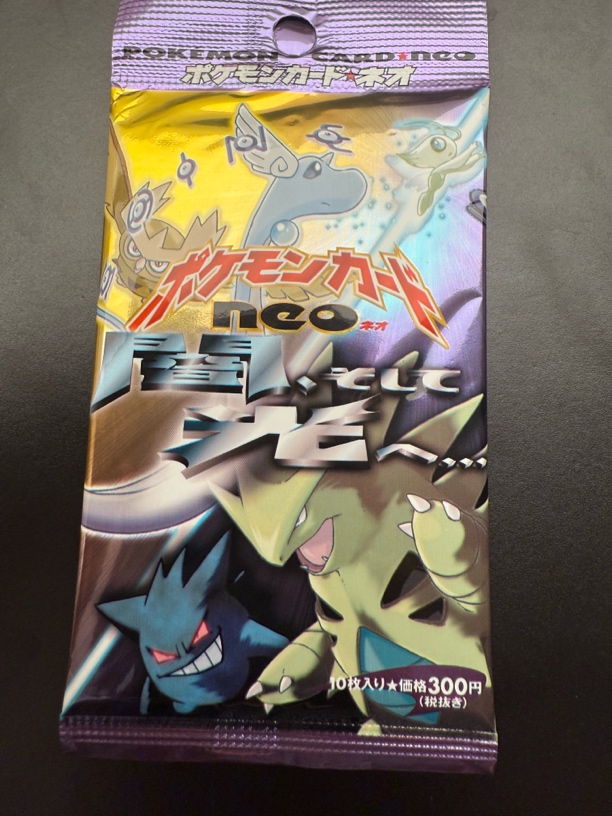 POKEMON CARD★neo
ポケモンカード★ネオ
ポケモンカード
neo ネオ
闇、そして
光へ…
10枚入り★価格300円
(税抜き)